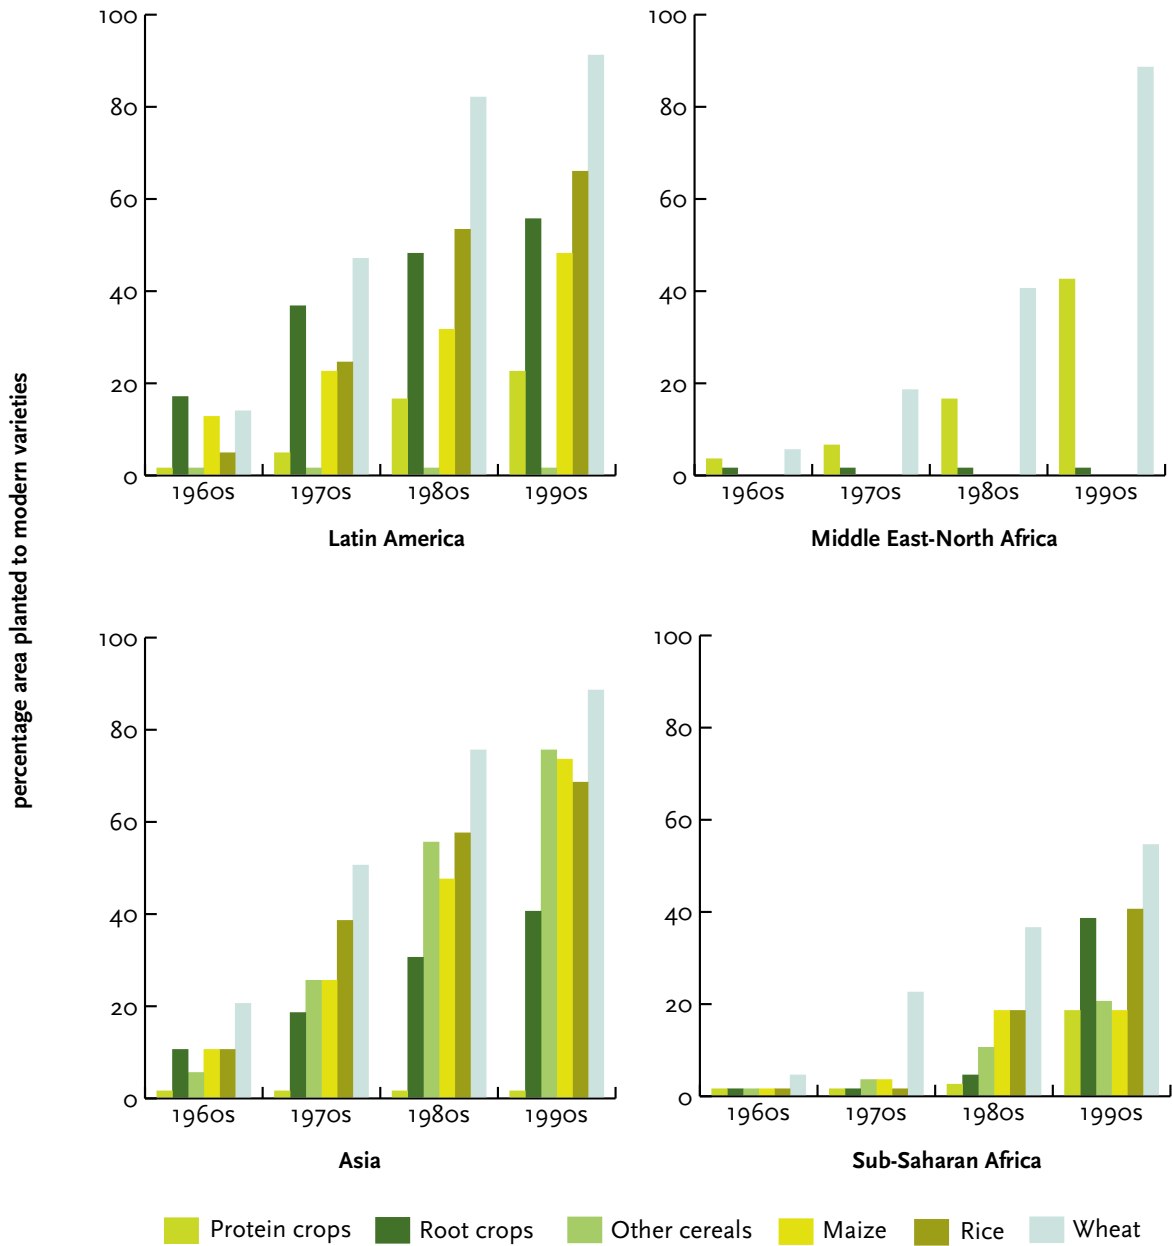 percentage area planted to modern varieties
100
80
60
40
20
0
1960s 1970s 1980s 1990s
Latin America
100
80
60
40
20
0
1960s 1970s 1980s 1990s
Middle East-North Africa
100
80
60
40
20
0
1960s 1970s 1980s 1990s
Asia
100
80
60
40
20
0
1960s 1970s 1980s 1990s
Sub-Saharan Africa
Protein crops Root crops Other cereals Maize Rice Wheat